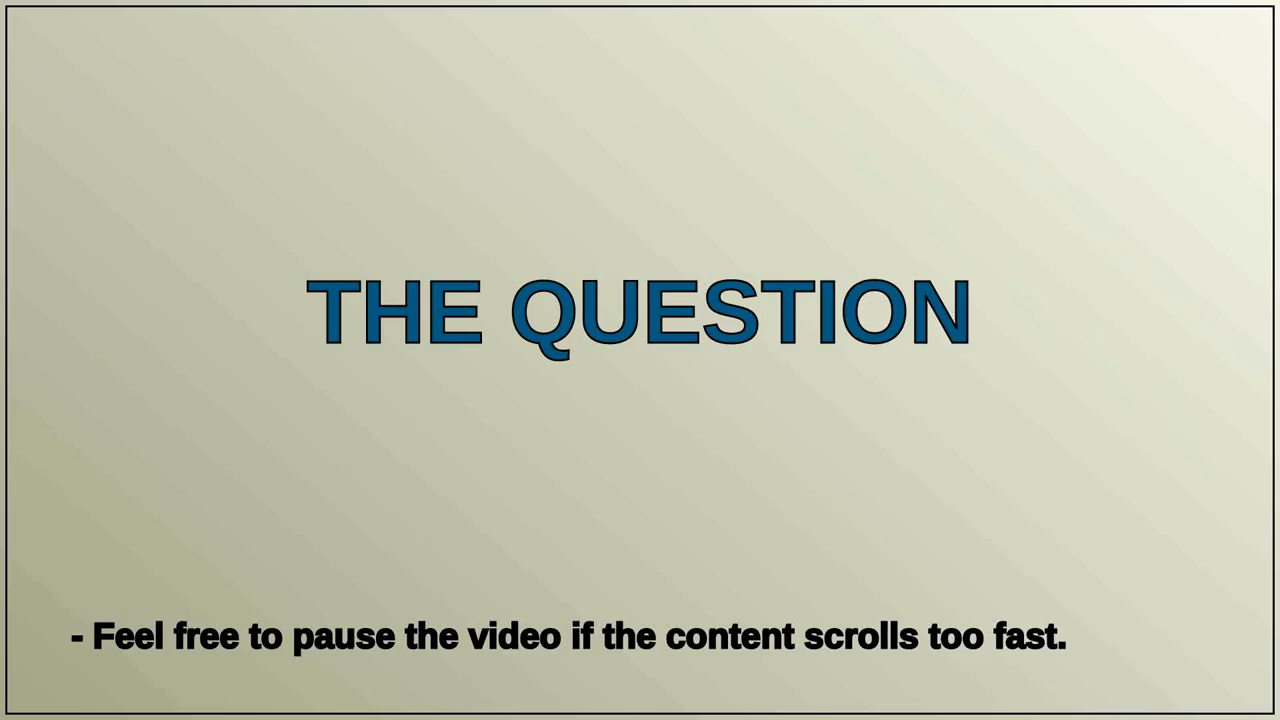 THE QUESTION
- Feel free to pause the video if the content scrolls too fast.